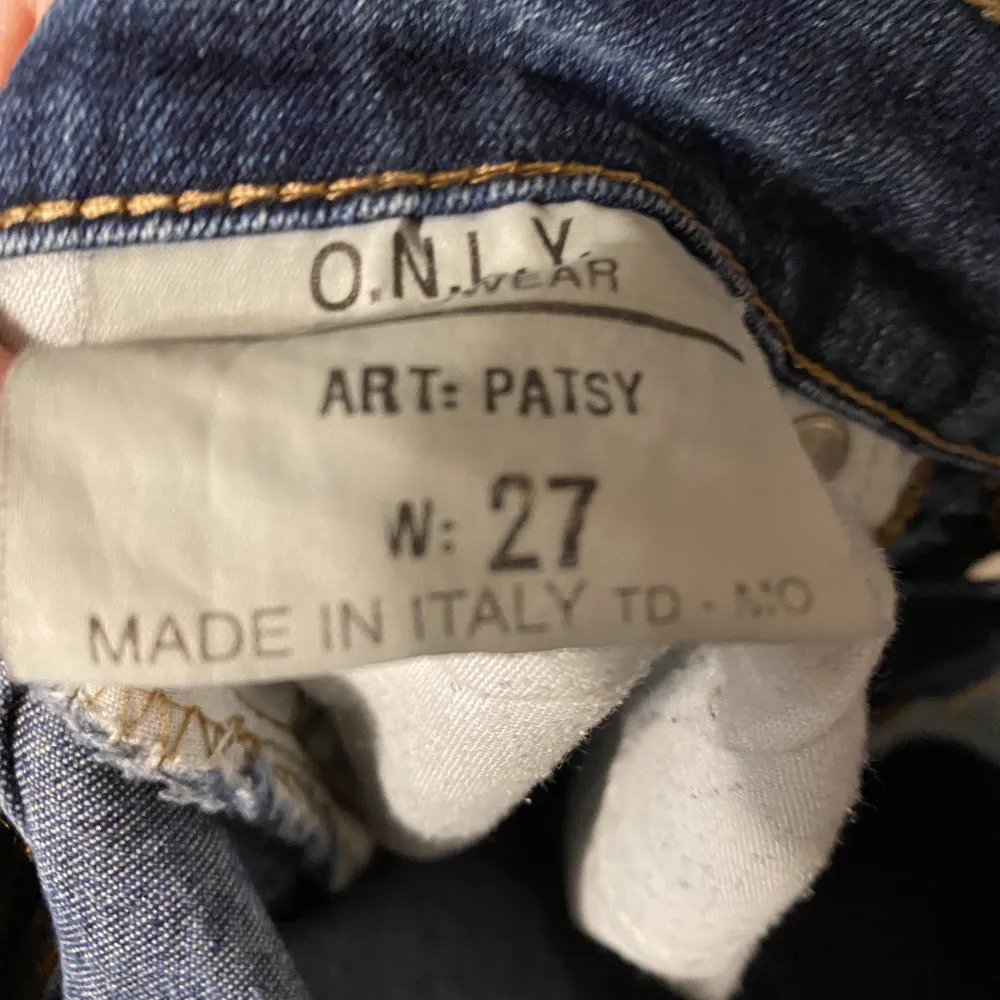 O.N.L.Y.
WEAR
ART: PATSY
W: 27
MADE IN ITALY TD - MO